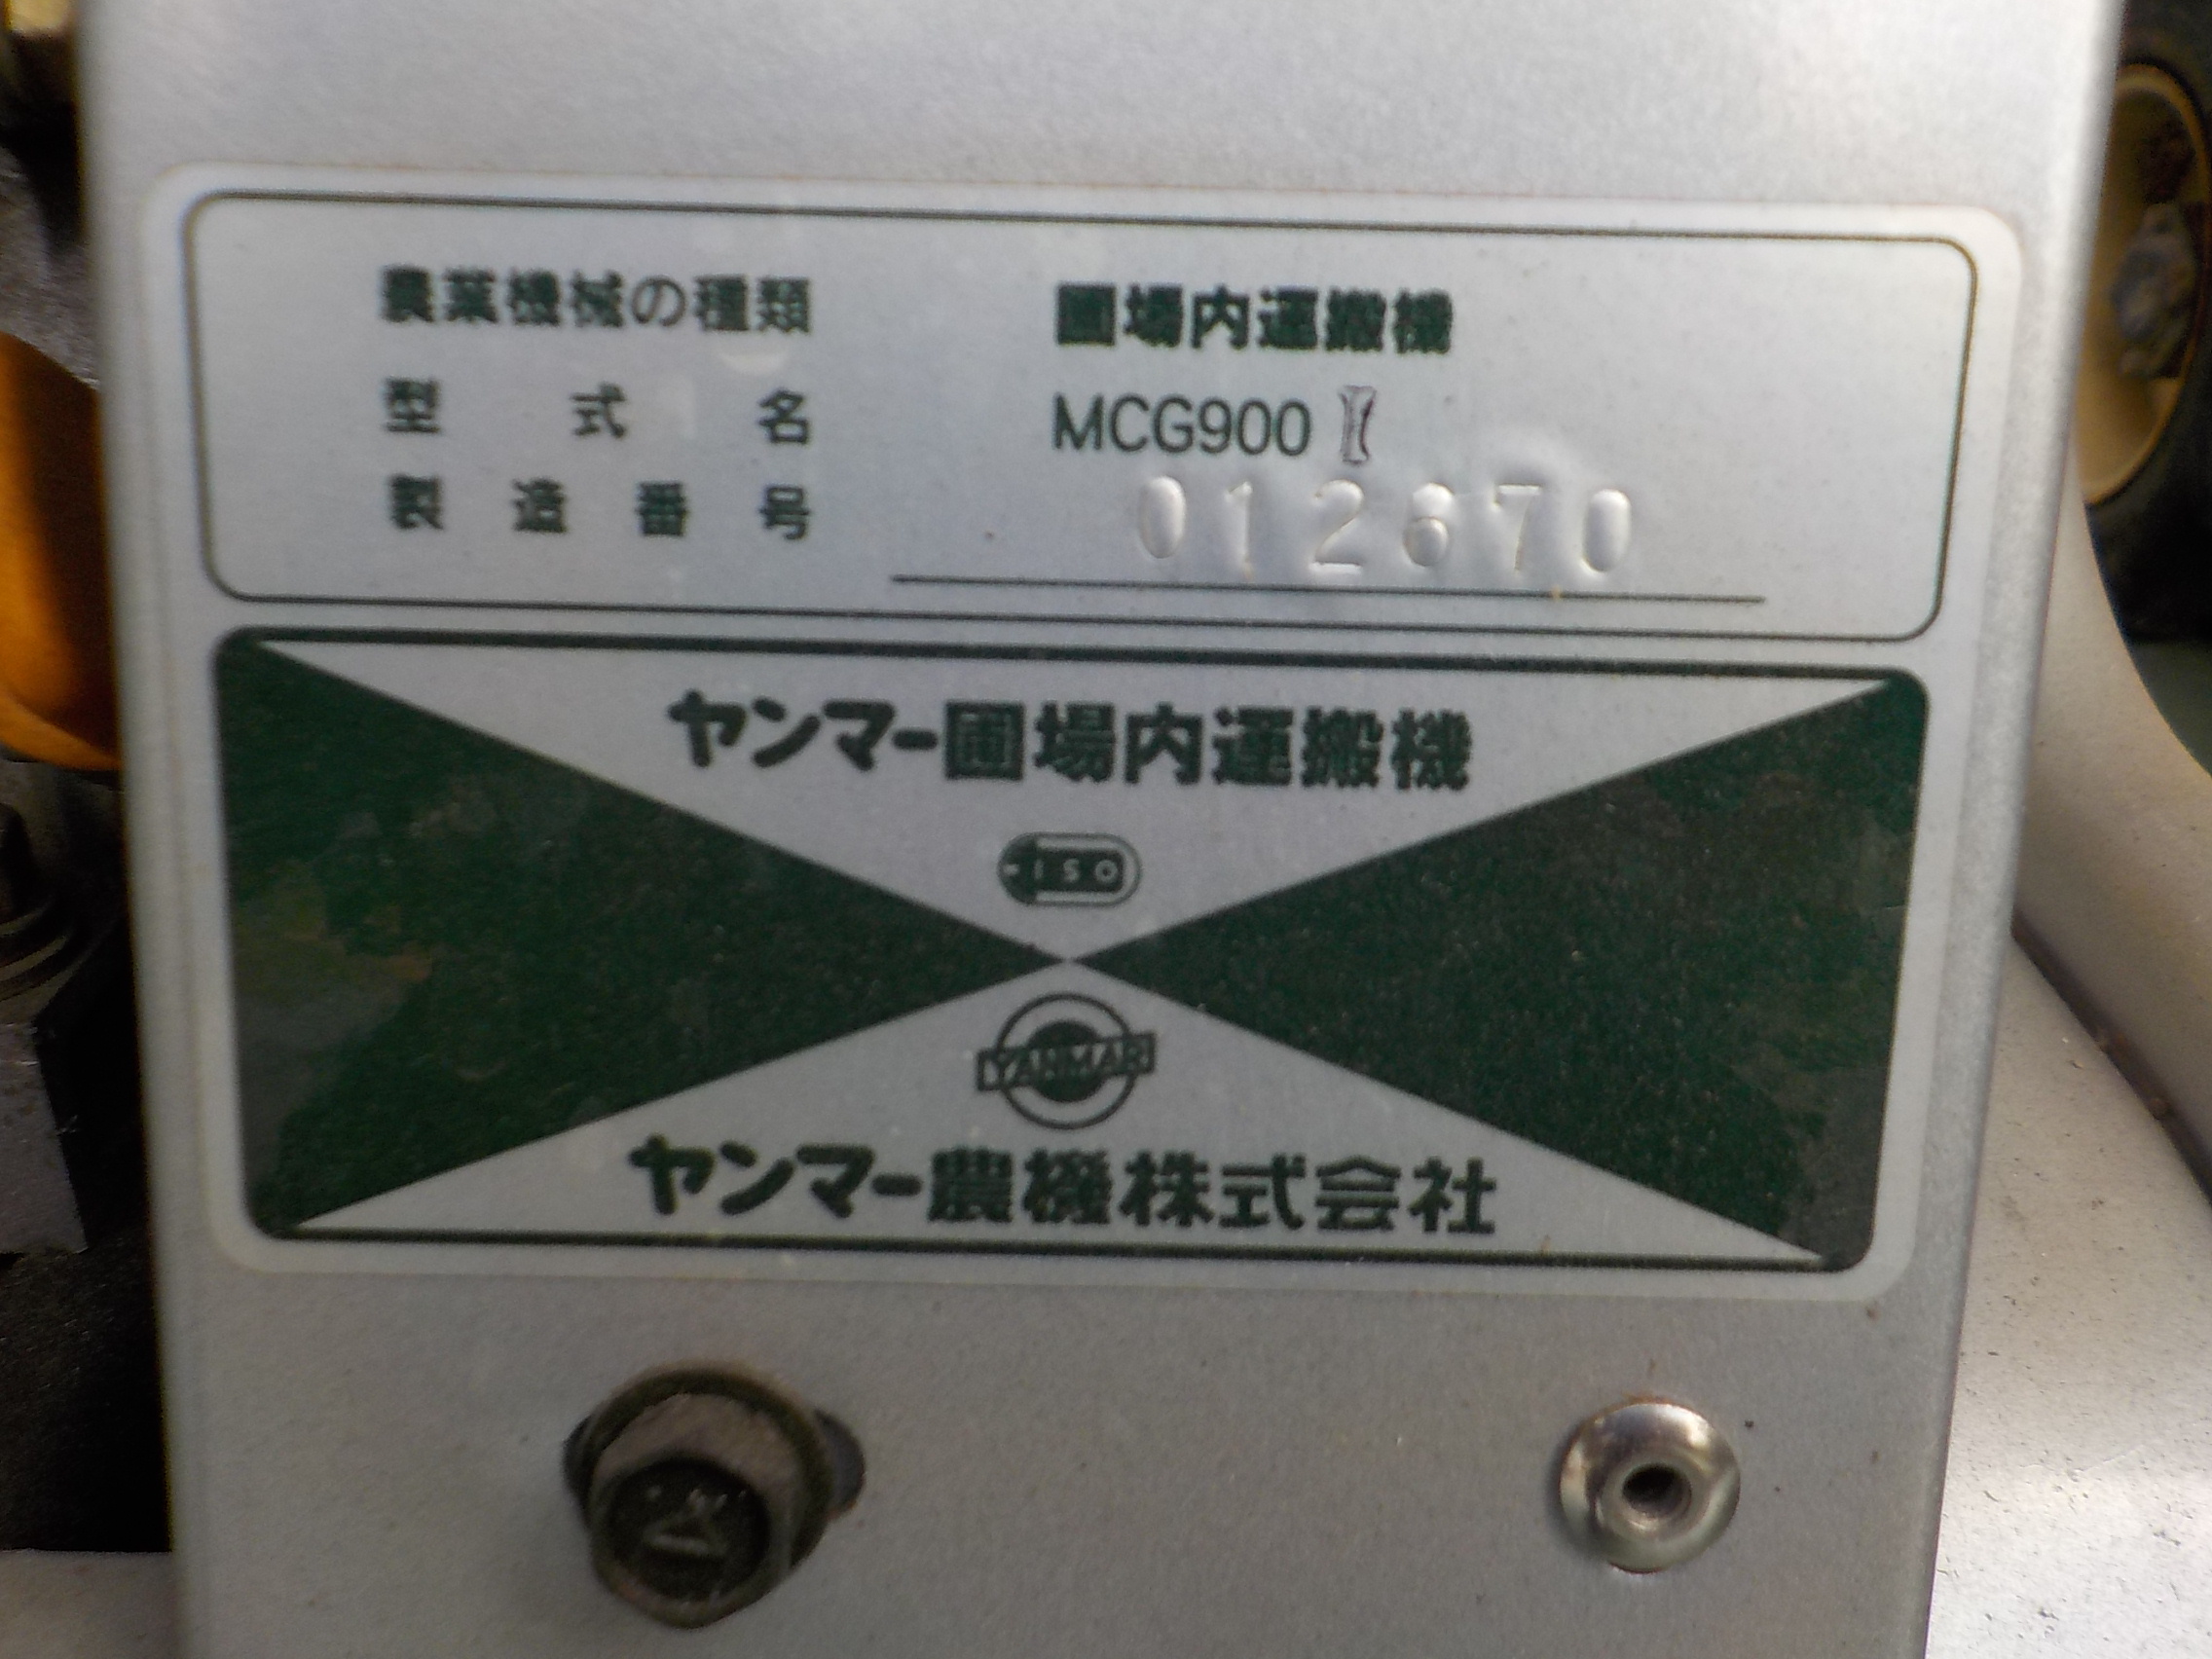 農業機械の種類 圃場内運搬機
型式名 MCG900
製造番号 012670
ヤンマー圃場内運搬機
ISO
YANMAR
ヤンマー農機株式会社